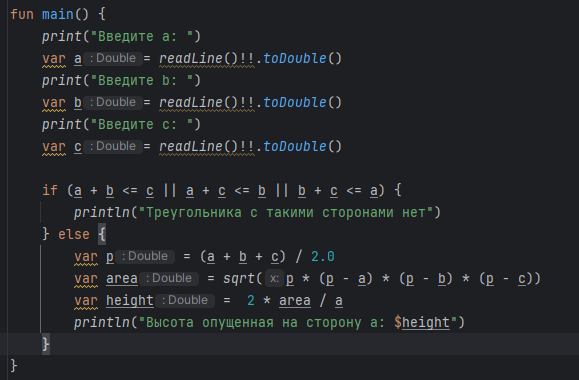 fun main() {
print("Введите a: ")
var a : Double = readLine()!!.toDouble()
print("Введите b: ")
var b : Double = readLine()!!.toDouble()
print("Введите c: ")
var c : Double = readLine()!!.toDouble()
if (a + b <= c || a + c <= b || b + c <= a) {
println("Треугольника с такими сторонами нет")
} else {
var p : Double = (a + b + c) / 2.0
var area : Double = sqrt( x: p * (p - a) * (p - b) * (p - c))
var height : Double = 2 * area / a
println("Высота опущенная на сторону a: $height")
}
}